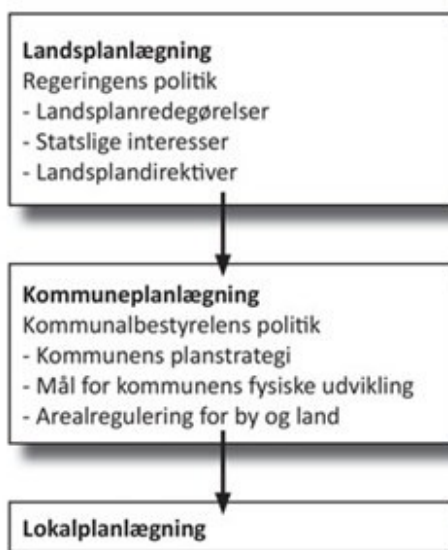 Landsplanlægning
Regeringens politik
- Landsplanredegørelser
- Statslige interesser
- Landsplandirektiver
Kommuneplanlægning
Kommunalbestyrelens politik
- Kommunens planstrategi
- Mål for kommunens fysiske udvikling
- Arealregulering for by og land
Lokalplanlægning